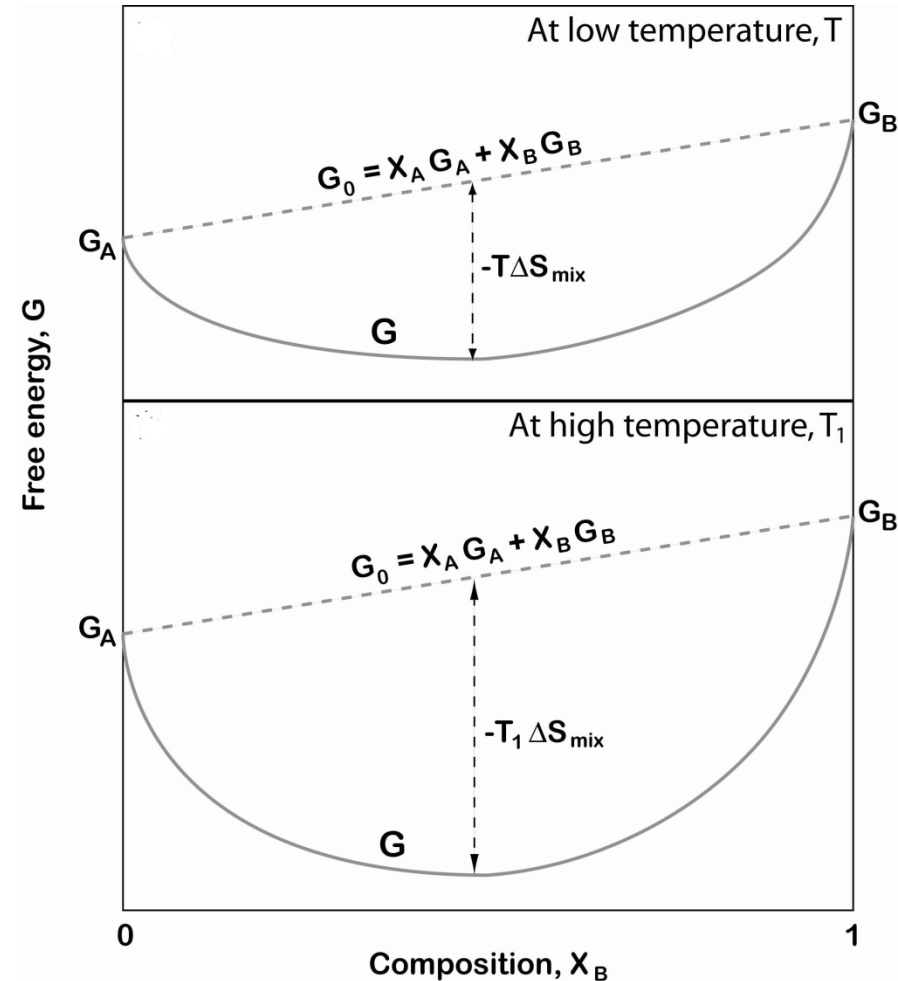 At low temperature, T
G_B
G_0 = X_A G_A + X_B G_B
G_A
-TΔS_mix
G
Free energy, G
At high temperature, T_1
G_B
G_0 = X_A G_A + X_B G_B
G_A
-T_1 ΔS_mix
G
0
1
Composition, X_B